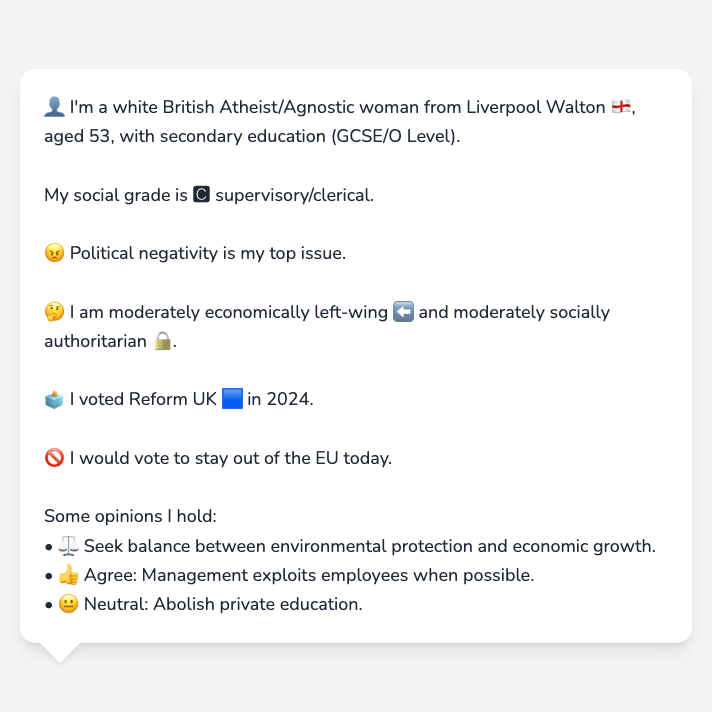 👤 I'm a white British Atheist/Agnostic woman from Liverpool Walton 🏴󠁧󠁢󠁥󠁮󠁧󠁿,
aged 53, with secondary education (GCSE/O Level).
My social grade is 🅲 supervisory/clerical.
😠 Political negativity is my top issue.
🤔 I am moderately economically left-wing ⬅️ and moderately socially
authoritarian 🔒.
🗳️ I voted Reform UK 🟦 in 2024.
🚫 I would vote to stay out of the EU today.
Some opinions I hold:
• ⚖️ Seek balance between environmental protection and economic growth.
• 👍 Agree: Management exploits employees when possible.
• 😐 Neutral: Abolish private education.